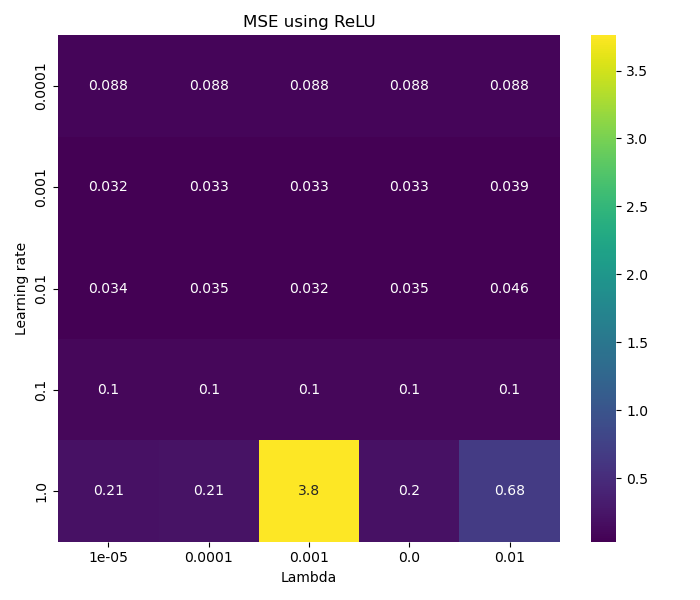 MSE using ReLU
Learning rate
0.0001 0.088 0.088 0.088 0.088 0.088
0.001 0.032 0.033 0.033 0.033 0.039
0.01 0.034 0.035 0.032 0.035 0.046
0.1 0.1 0.1 0.1 0.1 0.1
1.0 0.21 0.21 3.8 0.2 0.68
1e-05 0.0001 0.001 0.0 0.01
Lambda
3.5
3.0
2.5
2.0
1.5
1.0
0.5